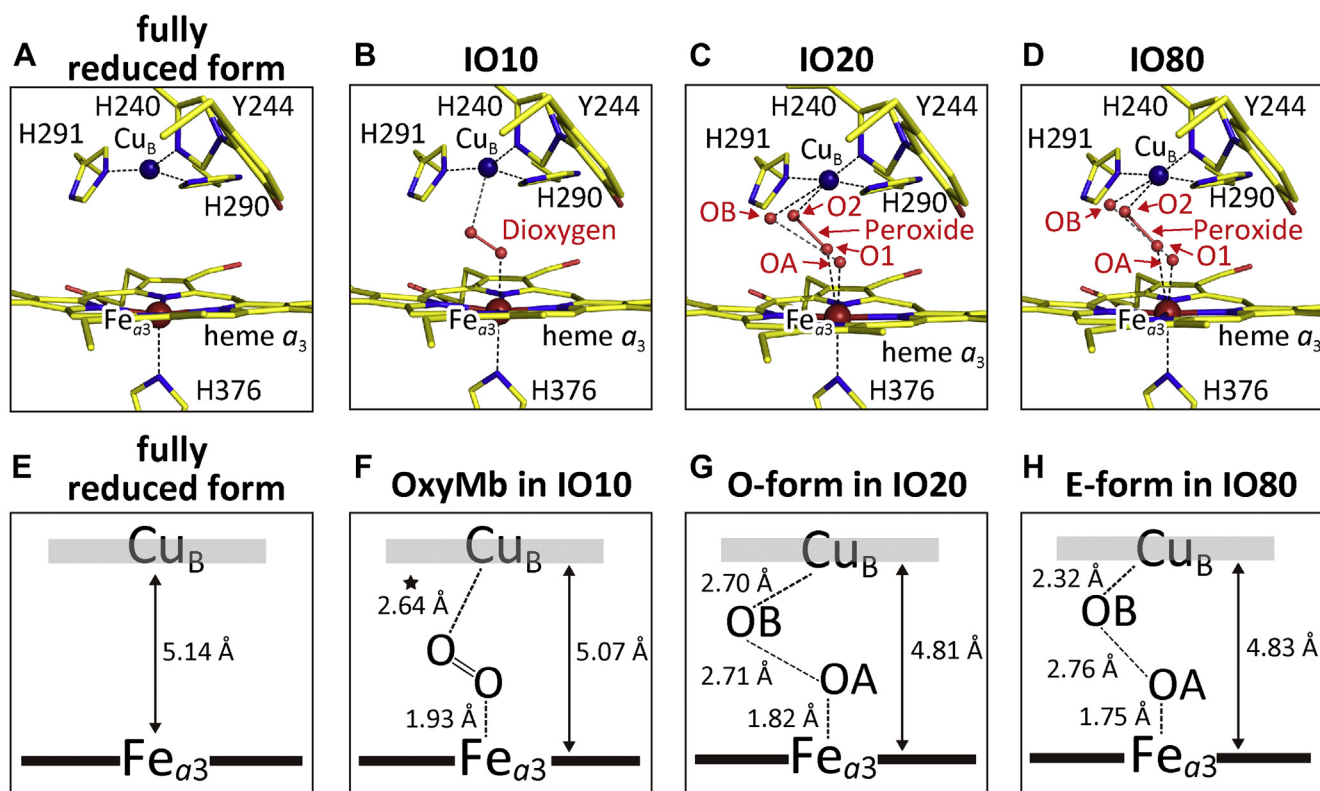 A
fully
reduced form
H240
Y244
H291
CuB
H290
Fea3
heme a3
H376
B
IO10
H240
Y244
H291
CuB
H290
Dioxygen
Fea3
heme a3
H376
C
IO20
H240
Y244
H291
CuB
H290
OB
O2
Peroxide
OA
O1
Fea3
heme a3
H376
D
IO80
H240
Y244
H291
CuB
H290
OB
O2
Peroxide
OA
O1
Fea3
heme a3
H376
E
fully
reduced form
CuB
5.14 Å
Fea3
F
OxyMb in IO10
CuB
★
2.64 Å
O
O
5.07 Å
1.93 Å
Fea3
G
O-form in IO20
CuB
2.70 Å
OB
4.81 Å
2.71 Å
OA
1.82 Å
Fea3
H
E-form in IO80
CuB
2.32 Å
OB
4.83 Å
2.76 Å
OA
1.75 Å
Fea3